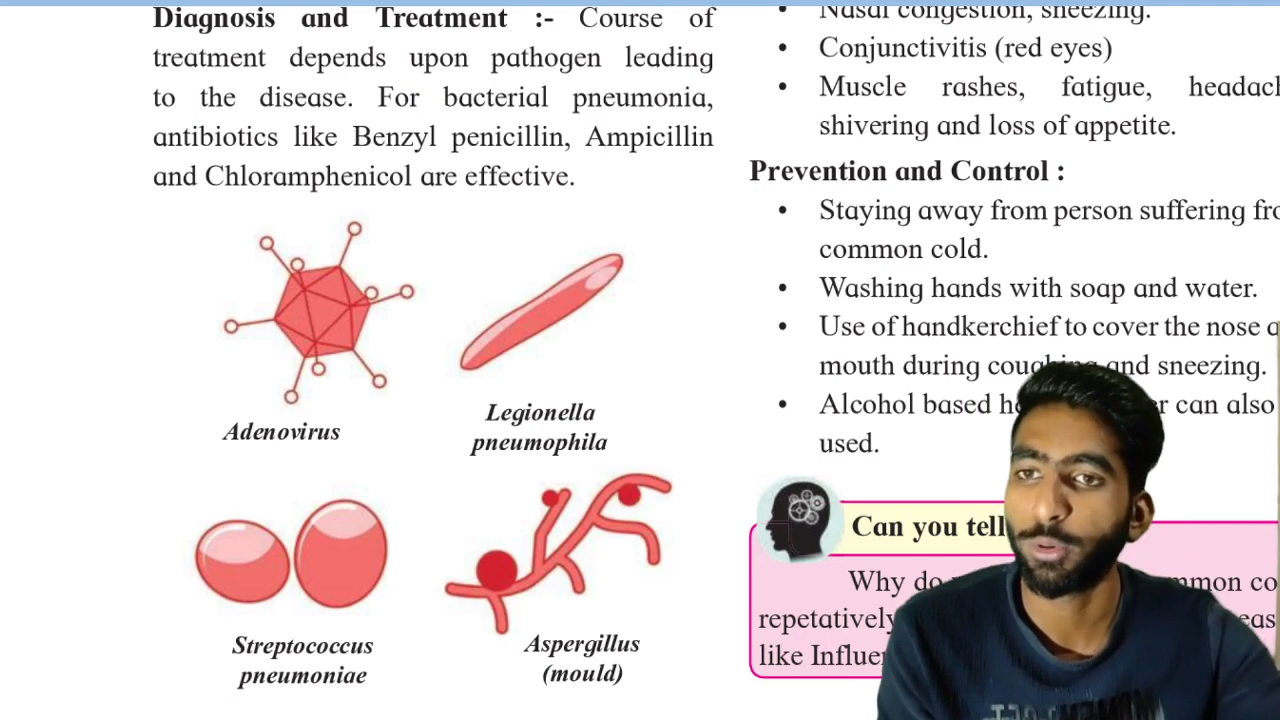 Diagnosis and Treatment :- Course of
treatment depends upon pathogen leading
to the disease. For bacterial pneumonia,
antibiotics like Benzyl penicillin, Ampicillin
and Chloramphenicol are effective.
Adenovirus
Legionella
pneumophila
Streptococcus
pneumoniae
Aspergillus
(mould)
Nasal congestion, sneezing.
• Conjunctivitis (red eyes)
• Muscle rashes, fatigue,
shivering and loss of appetite.
Prevention and Control :
• Staying away from person suffering
common cold.
• Washing hands with soap and water.
• Use of handkerchief to cover the nose
mouth during and sneezing.
• Alcohol based can also
used.
Can you tell
Why do
repetatively
like